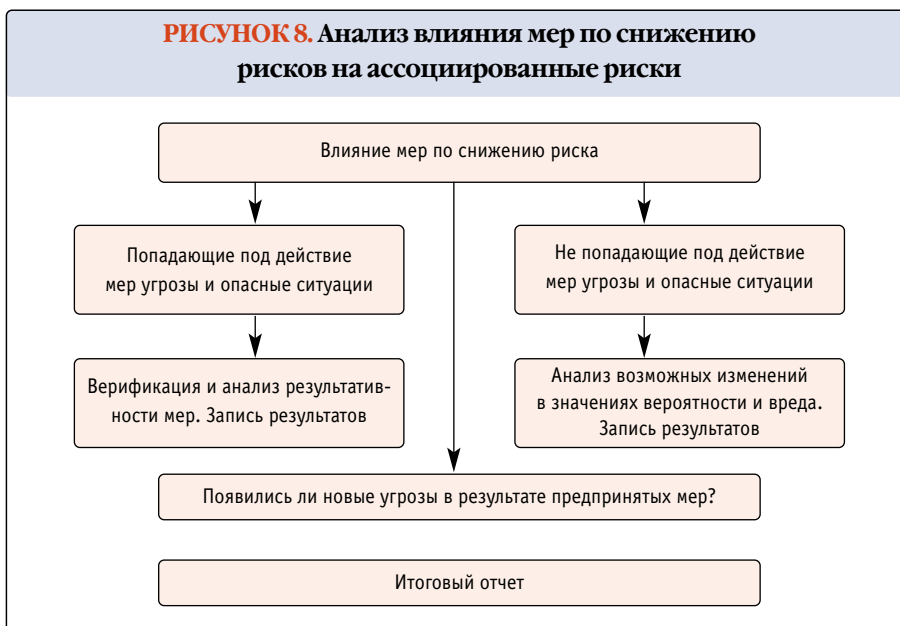 РИСУНОК 8. Анализ влияния мер по снижению
рисков на ассоциированные риски
Влияние мер по снижению риска
Попадающие под действие
мер угрозы и опасные ситуации
Не попадающие под действие
мер угрозы и опасные ситуации
Верификация и анализ результатив-
ности мер. Запись результатов
Анализ возможных изменений
в значениях вероятности и вреда.
Запись результатов
Появились ли новые угрозы в результате предпринятых мер?
Итоговый отчет